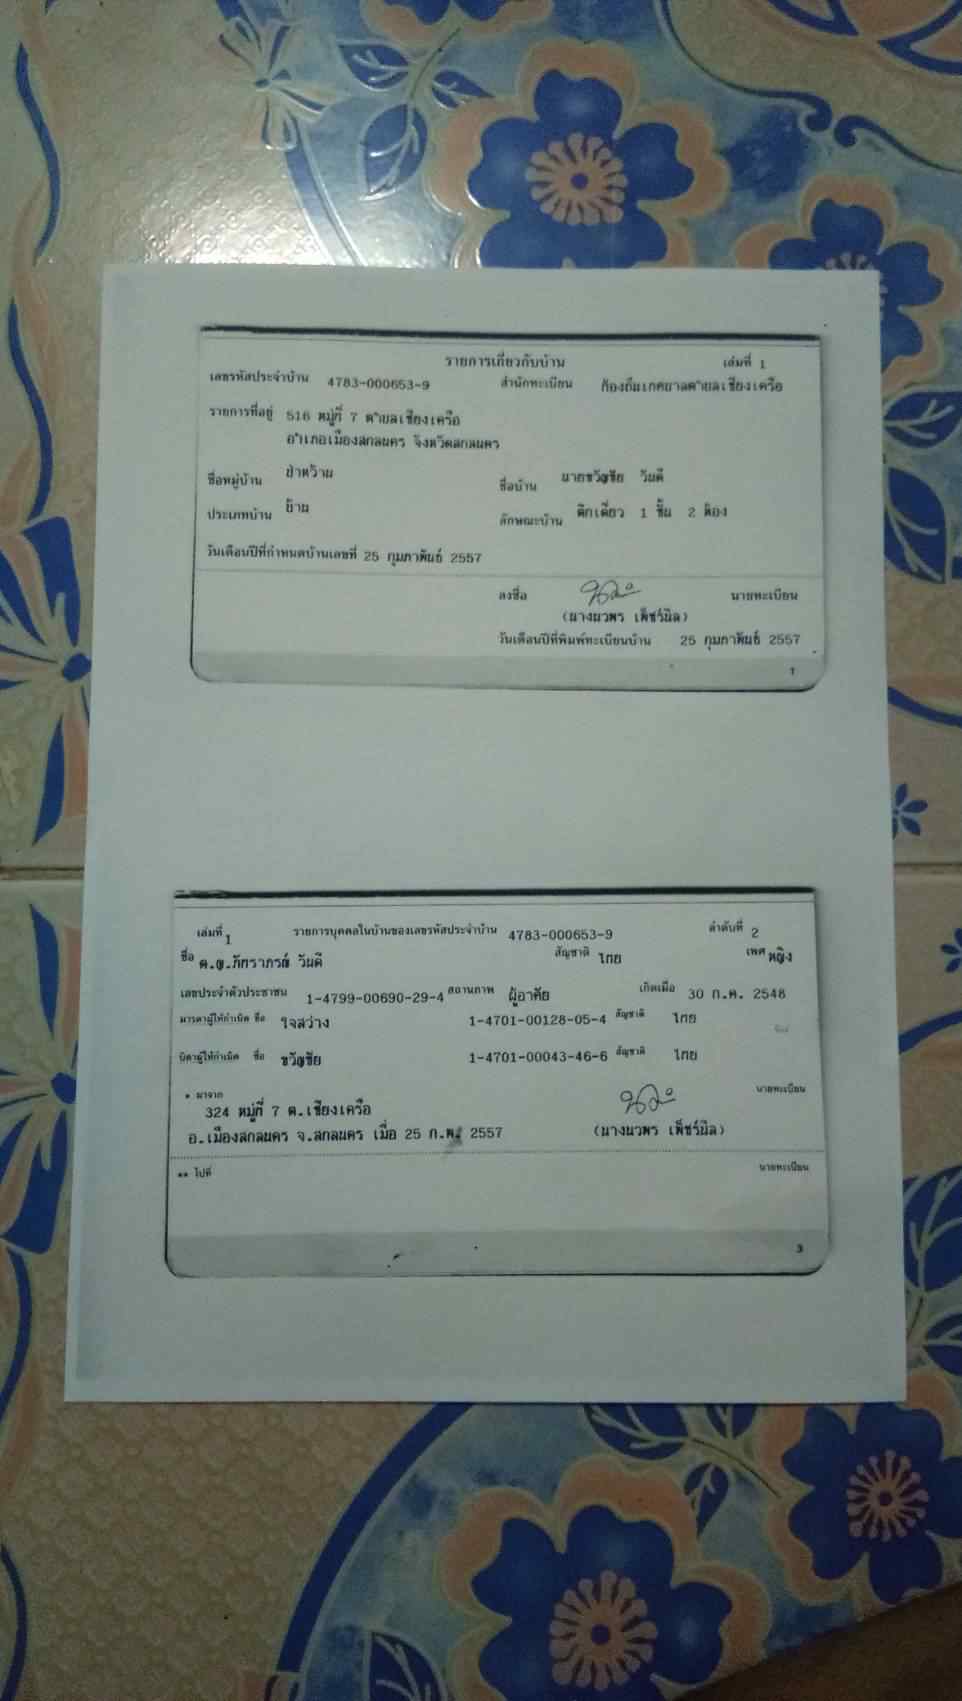 รายการเกี่ยวกับบ้าน เล่มที่ 1
เลขรหัสประจำบ้าน 4783-000653-9 สำนักทะเบียน ท้องถิ่นเทศบาลตำบลเชียงเครือ
รายการที่อยู่ 516 หมู่ที่ 7 ตำบลเชียงเครือ
อำเภอเมืองสกลนคร จังหวัดสกลนคร
ชื่อหมู่บ้าน ป่าหว้าน ชื่อบ้าน นายขวัญชัย วันดี
ประเภทบ้าน บ้าน ลักษณะบ้าน ตึกเดี่ยว 1 ชั้น 2 ห้อง
วันเดือนปีที่กำหนดบ้านเลขที่ 25 กุมภาพันธ์ 2557
ลงชื่อ นายทะเบียน
(นางนวพร เพ็ชร์นิล)
วันเดือนปีที่พิมพ์ทะเบียนบ้าน 25 กุมภาพันธ์ 2557
1
เล่มที่ 1 รายการบุคคลในบ้านของเลขรหัสประจำบ้าน 4783-000653-9 ลำดับที่ 2
ชื่อ ด.ญ.ภัทราภรณ์ วันดี สัญชาติ ไทย เพศ หญิง
เลขประจำตัวประชาชน 1-4799-00690-29-4 สถานภาพ ผู้อาศัย เกิดเมื่อ 30 ก.ค. 2548
มารดาผู้ให้กำเนิด ชื่อ ใจสว่าง 1-4701-00128-05-4 สัญชาติ ไทย
บิดาผู้ให้กำเนิด ชื่อ ขวัญชัย 1-4701-00043-46-6 สัญชาติ ไทย
* มาจาก นายทะเบียน
324 หมู่ที่ 7 ต.เชียงเครือ
อ.เมืองสกลนคร จ.สกลนคร เมื่อ 25 ก.พ. 2557 (นางนวพร เพ็ชร์นิล)
** ไปที่ นายทะเบียน
3